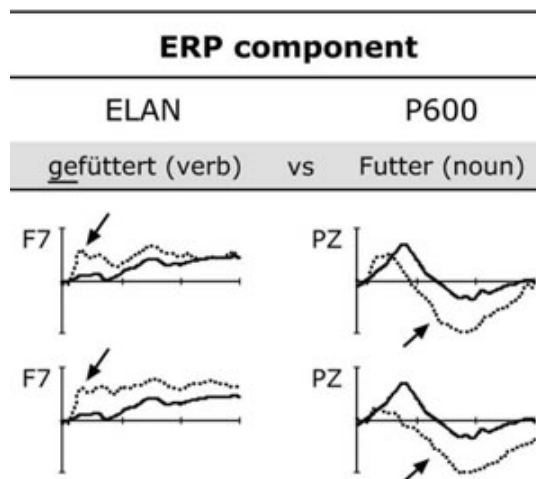 ERP component
ELAN P600
gefüttert (verb) vs Futter (noun)
F7 PZ
F7 PZ